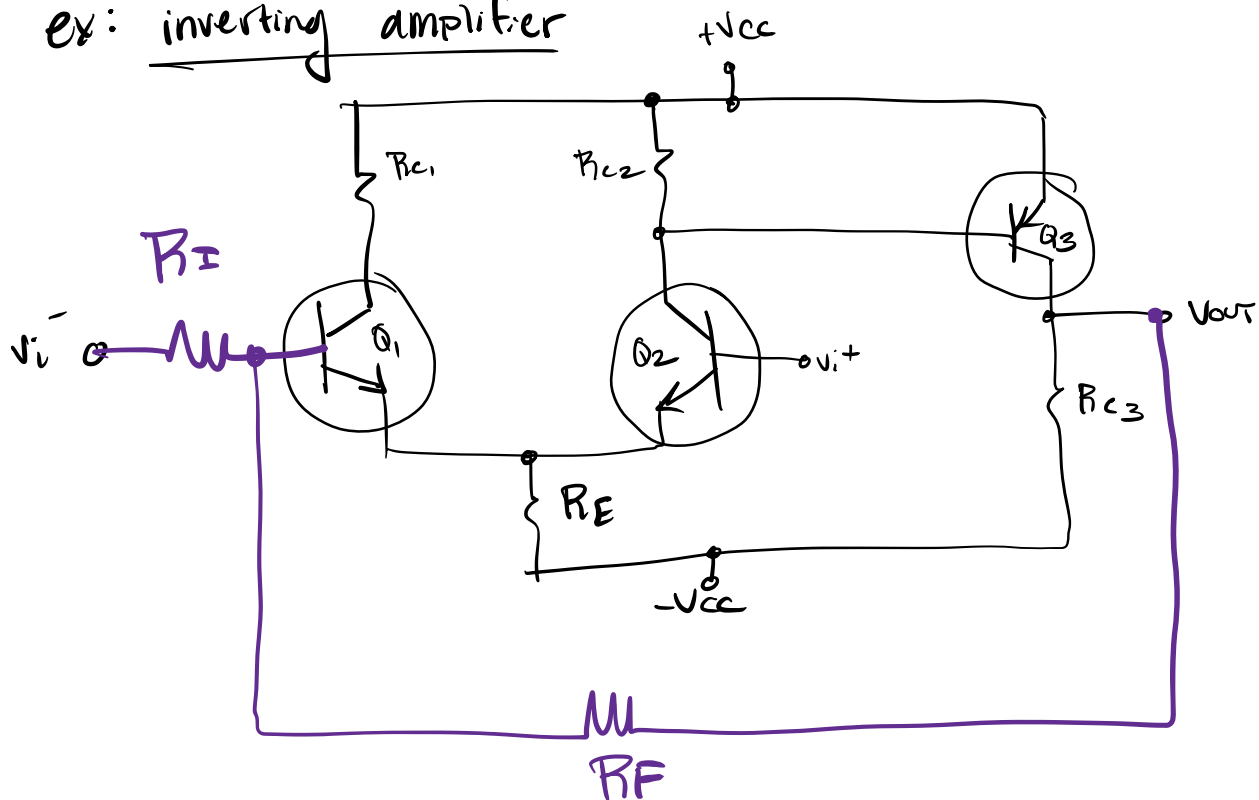 ex: inverting amplifier
+Vcc
Rc1
Rc2
Q3
RI
Vi-
Q1
Q2
Vi+
VOUT
Rc3
RE
-Vcc
RF